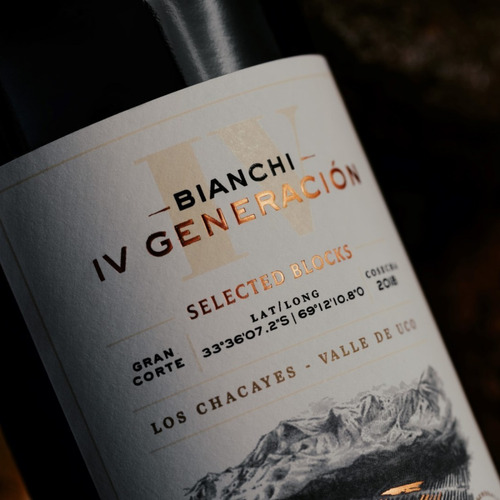 IV
BIANCHI
IV GENERACIÓN
SELECTED BLOCKS
GRAN
CORTE
LAT/LONG
33°36'07.2"S | 69°12'10.8"O
COSECHA
2018
LOS CHACAYES - VALLE DE UCO